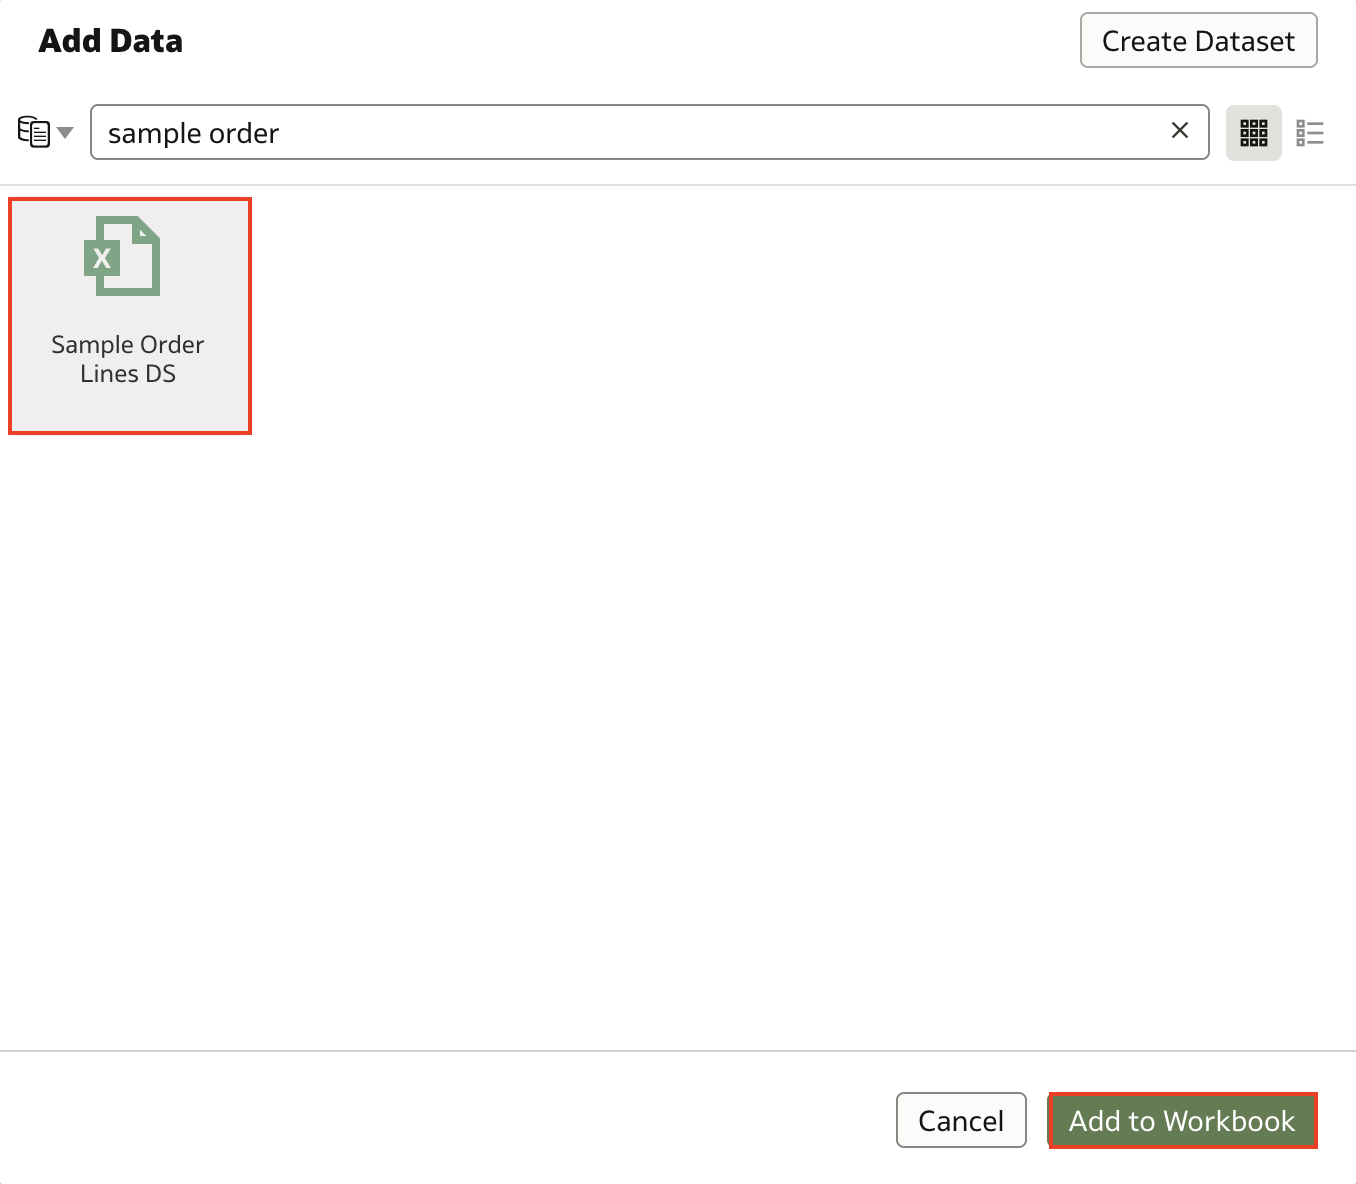 Add Data
Create Dataset
sample order
X
Sample Order
Lines DS
Cancel
Add to Workbook